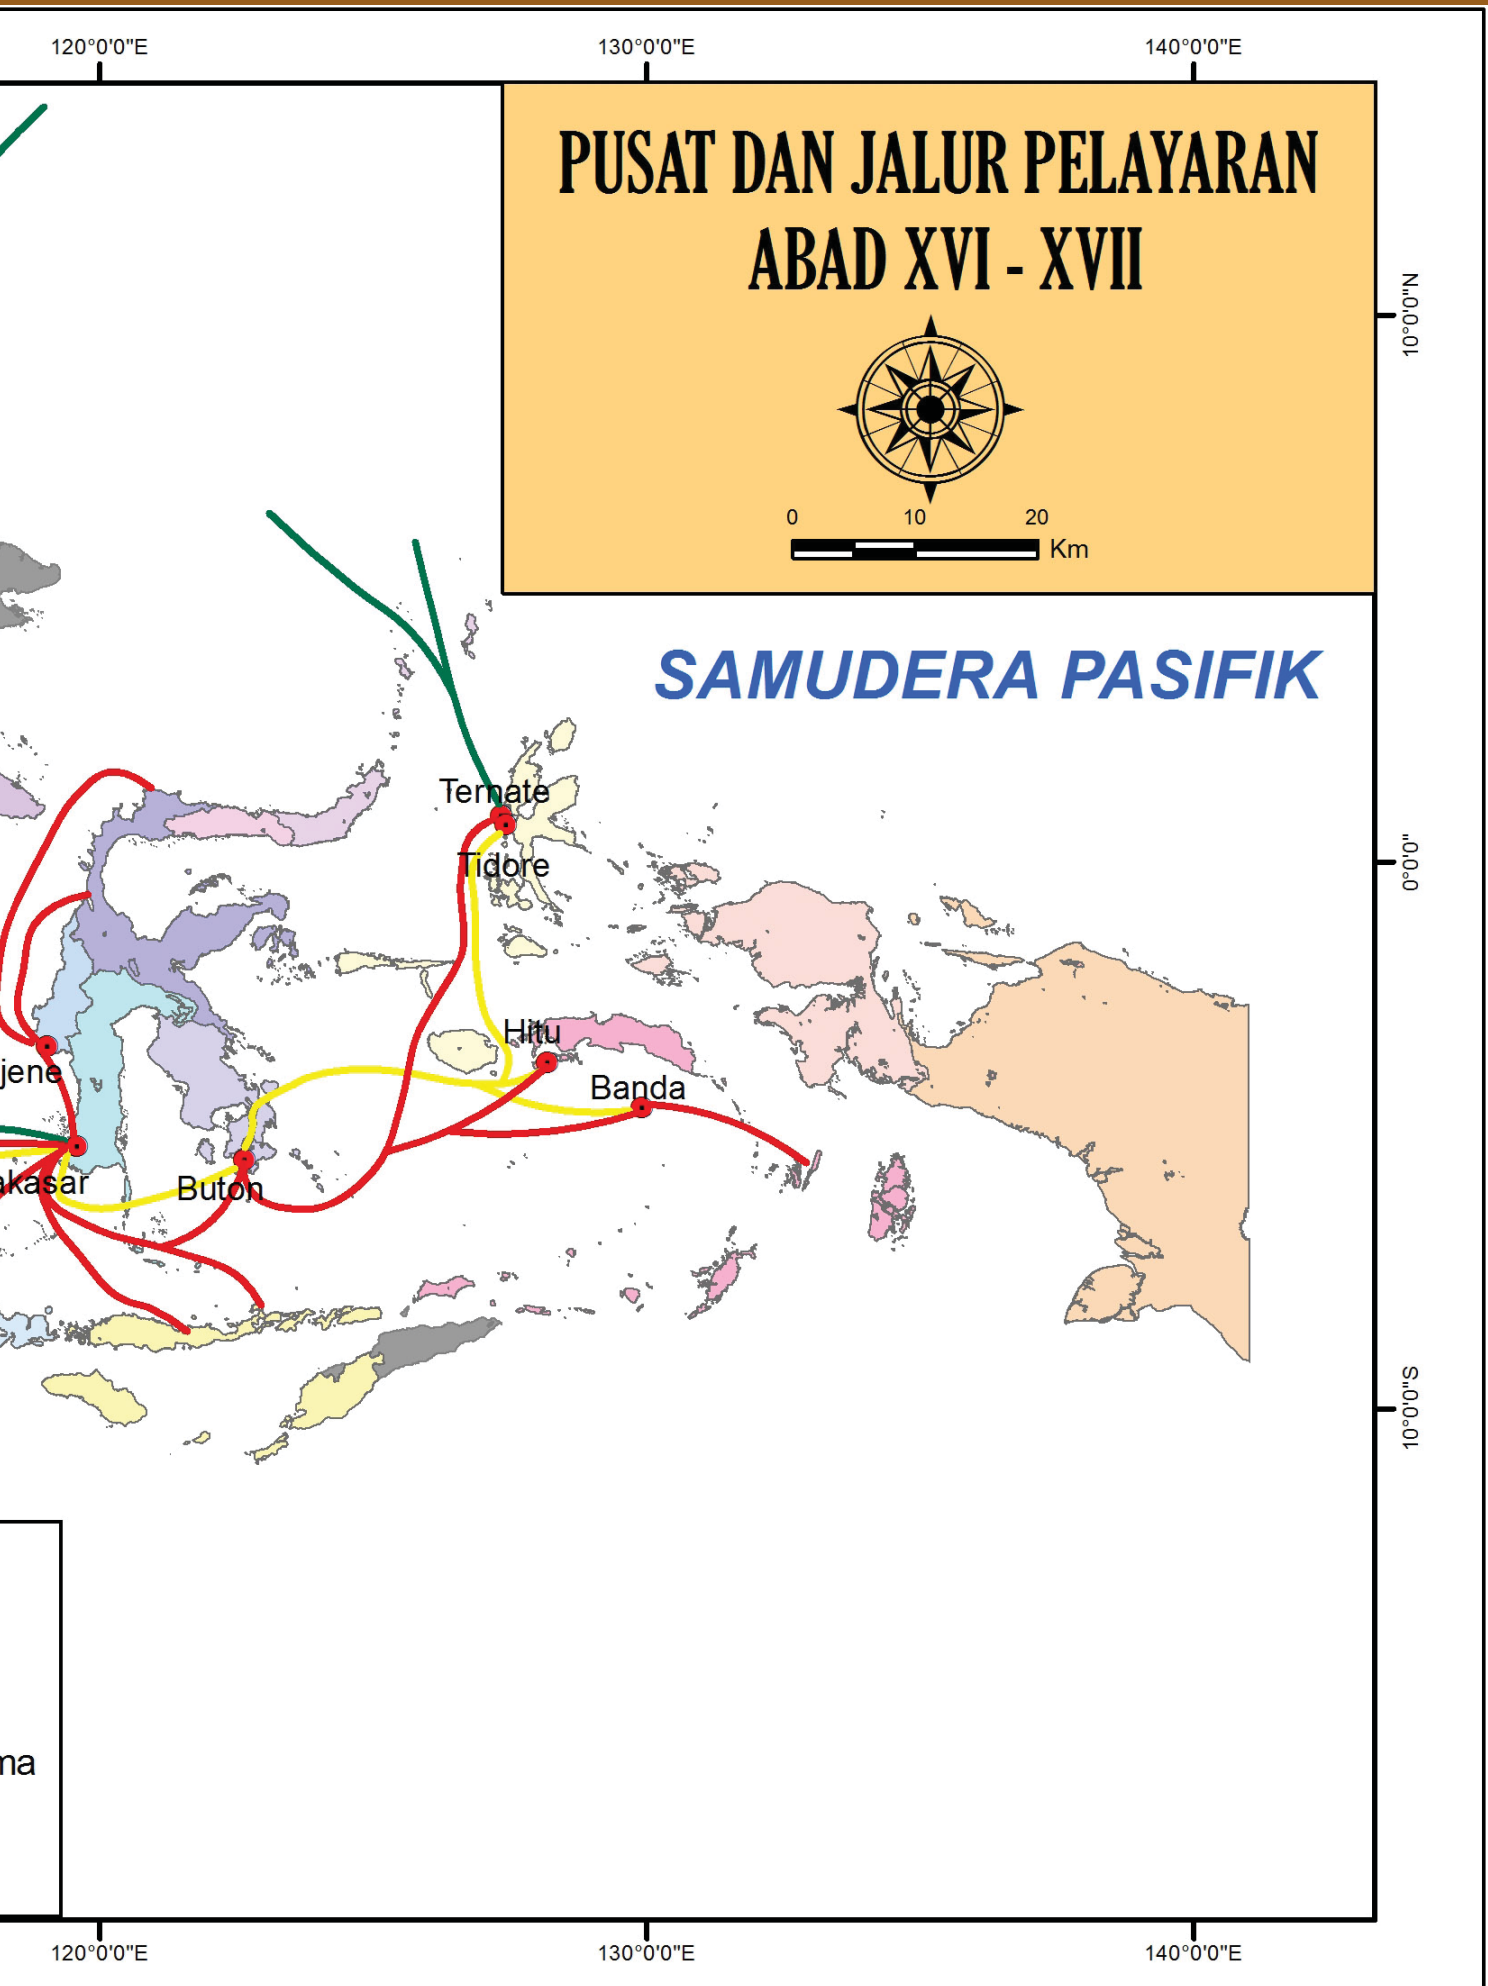 120°0'0"E
130°0'0"E
140°0'0"E
PUSAT DAN JALUR PELAYARAN
ABAD XVI - XVII
10°0'0"N
0 10 20
Km
SAMUDERA PASIFIK
Ternate
0°0'0"
Tidore
Hitu
jene
Banda
akasar
Buton
10°0'0"S
ma
120°0'0"E
130°0'0"E
140°0'0"E